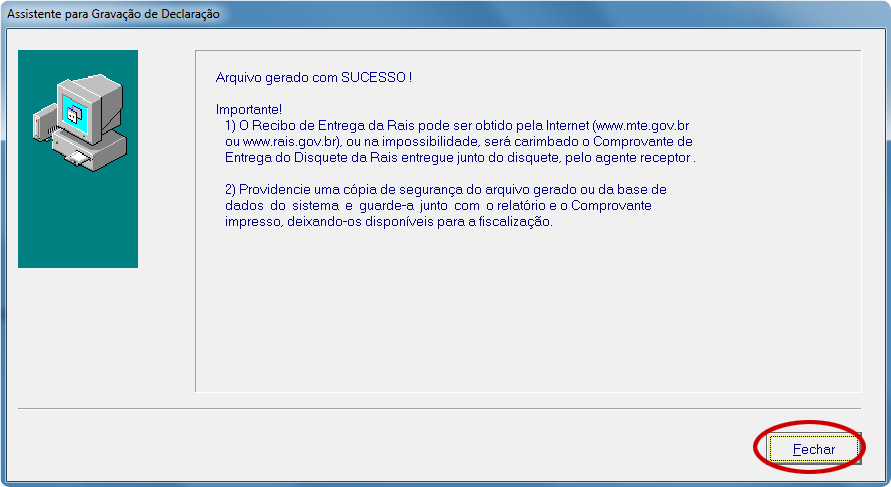 Assistente para Gravação de Declaração
Arquivo gerado com SUCESSO !
Importante!
1) O Recibo de Entrega da Rais pode ser obtido pela Internet (www.mte.gov.br
ou www.rais.gov.br), ou na impossibilidade, será carimbado o Comprovante de
Entrega do Disquete da Rais entregue junto do disquete, pelo agente receptor .
2) Providencie uma cópia de segurança do arquivo gerado ou da base de
dados do sistema e guarde-a junto com o relatório e o Comprovante
impresso, deixando-os disponíveis para a fiscalização.
Fechar